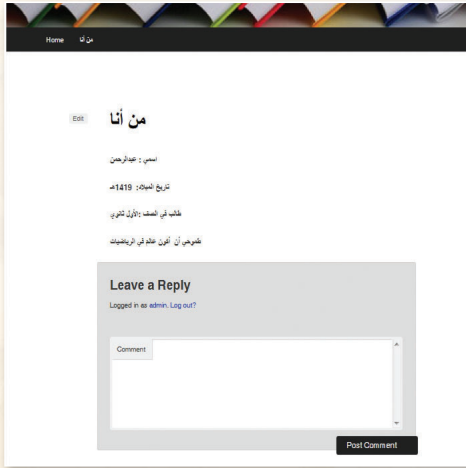 Home من أنا
Edit
من أنا
اسمي : عبدالرحمن
تاريخ الميلاد: 1419هـ
طالب في الصف :الأول ثانوي
طموحي أن أكون عالم في الرياضيات
Leave a Reply
Logged in as admin. Log out?
Comment
Post Comment